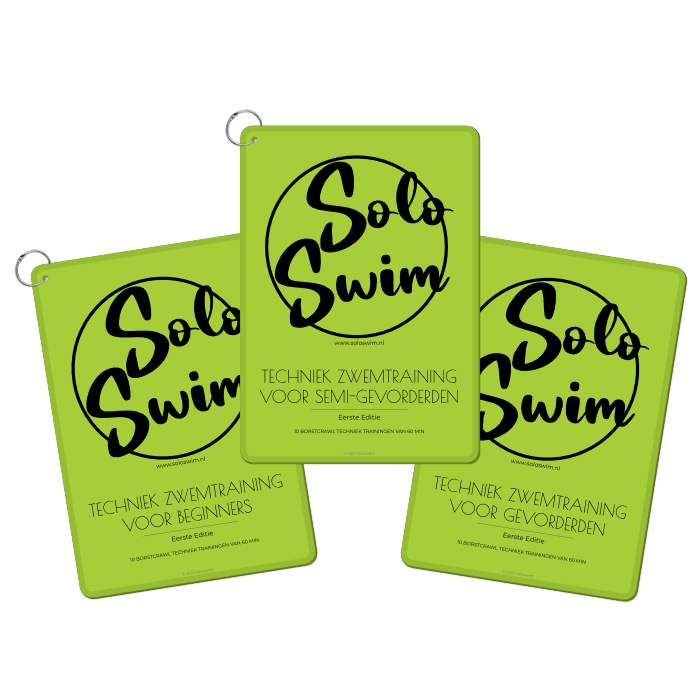 Solo
Swim
www.soloswim.nl
TECHNIEK ZWEMTRAINING
VOOR BEGINNERS
Eerste Editie
10 BORSTCRAWL TECHNIEK TRAININGEN VAN 60 MIN
Solo
Swim
www.soloswim.nl
TECHNIEK ZWEMTRAINING
VOOR SEMI-GEVORDERDEN
Eerste Editie
10 BORSTCRAWL TECHNIEK TRAININGEN VAN 60 MIN
Solo
Swim
www.soloswim.nl
TECHNIEK ZWEMTRAINING
VOOR GEVORDERDEN
Eerste Editie
10 BORSTCRAWL TECHNIEK TRAININGEN VAN 60 MIN